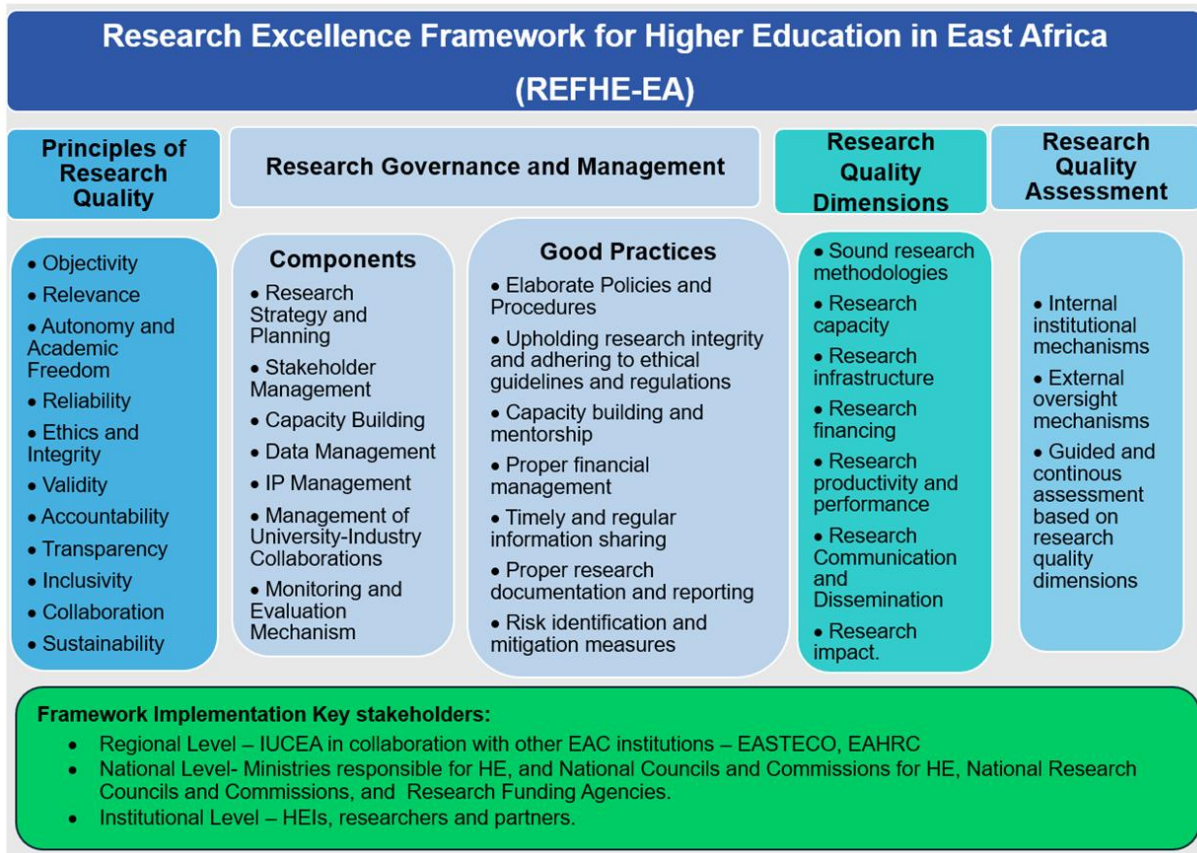 Research Excellence Framework for Higher Education in East Africa
(REFHE-EA)
Principles of
Research
Quality
• Objectivity
• Relevance
• Autonomy and
Academic
Freedom
• Reliability
• Ethics and
Integrity
• Validity
• Accountability
• Transparency
• Inclusivity
• Collaboration
• Sustainability
Research Governance and Management
Components
• Research
Strategy and
Planning
• Stakeholder
Management
• Capacity Building
• Data Management
• IP Management
• Management of
University-Industry
Collaborations
• Monitoring and
Evaluation
Mechanism
Good Practices
• Elaborate Policies and
Procedures
• Upholding research integrity
and adhering to ethical
guidelines and regulations
• Capacity building and
mentorship
• Proper financial
management
• Timely and regular
information sharing
• Proper research
documentation and reporting
• Risk identification and
mitigation measures
Research
Quality
Dimensions
• Sound research
methodologies
• Research
capacity
• Research
infrastructure
• Research
financing
• Research
productivity and
performance
• Research
Communication
and
Dissemination
• Research
impact.
Research
Quality
Assessment
• Internal
institutional
mechanisms
• External
oversight
mechanisms
• Guided and
continous
assessment
based on
research
quality
dimensions
Framework Implementation Key stakeholders:
• Regional Level – IUCEA in collaboration with other EAC institutions – EASTECO, EAHRC
• National Level- Ministries responsible for HE, and National Councils and Commissions for HE, National Research
Councils and Commissions, and Research Funding Agencies.
• Institutional Level – HEIs, researchers and partners.